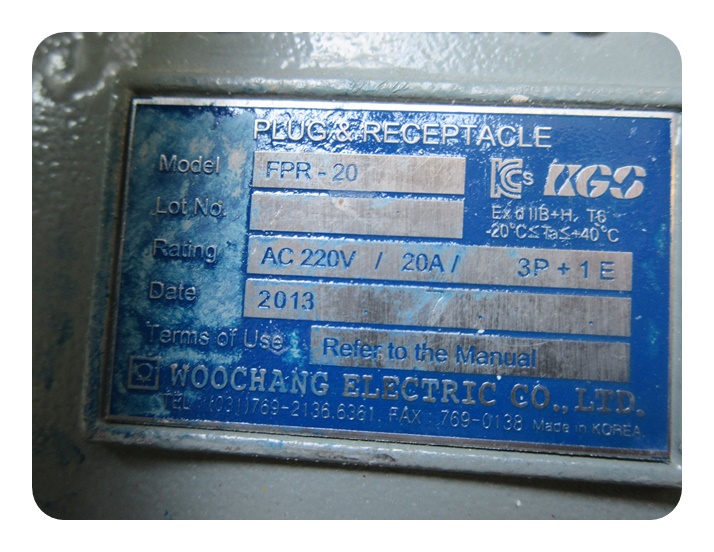 PLUG & RECEPTACLE
Model FPR - 20
KCs KGS
Lot No.
Ex d IIB+H₂ T6
-20°C≤Ta≤+40°C
Rating AC 220V / 20A / 3P + 1 E
Date 2013 . .
Terms of Use Refer to the Manual
WOOCHANG ELECTRIC CO., LTD.
TEL : (031)769-2136,6361, FAX : 769-0138 Made in KOREA